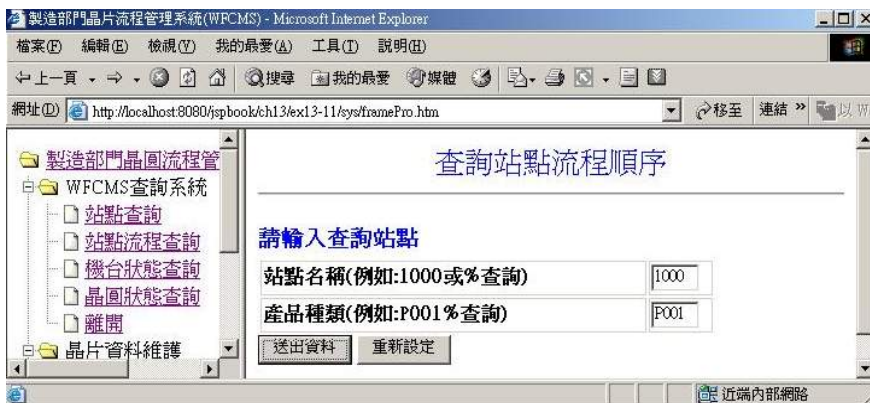 製造部門晶片流程管理系統(WFCMS) - Microsoft Internet Explorer
檔案(F) 編輯(E) 檢視(V) 我的最愛(A) 工具(T) 說明(H)
上一頁 搜尋 我的最愛 媒體
網址(D) http://localhost:8080/jspbook/ch13/ex13-11/sys/framePro.htm 移至 連結 »
製造部門晶圓流程管
WFCMS查詢系統
站點查詢
站點流程查詢
機台狀態查詢
晶圓狀態查詢
離開
晶片資料維護
查詢站點流程順序
請輸入查詢站點
站點名稱(例如:1000或%查詢) 1000
產品種類(例如:P001%查詢) P001
送出資料 重新設定
近端內部網路